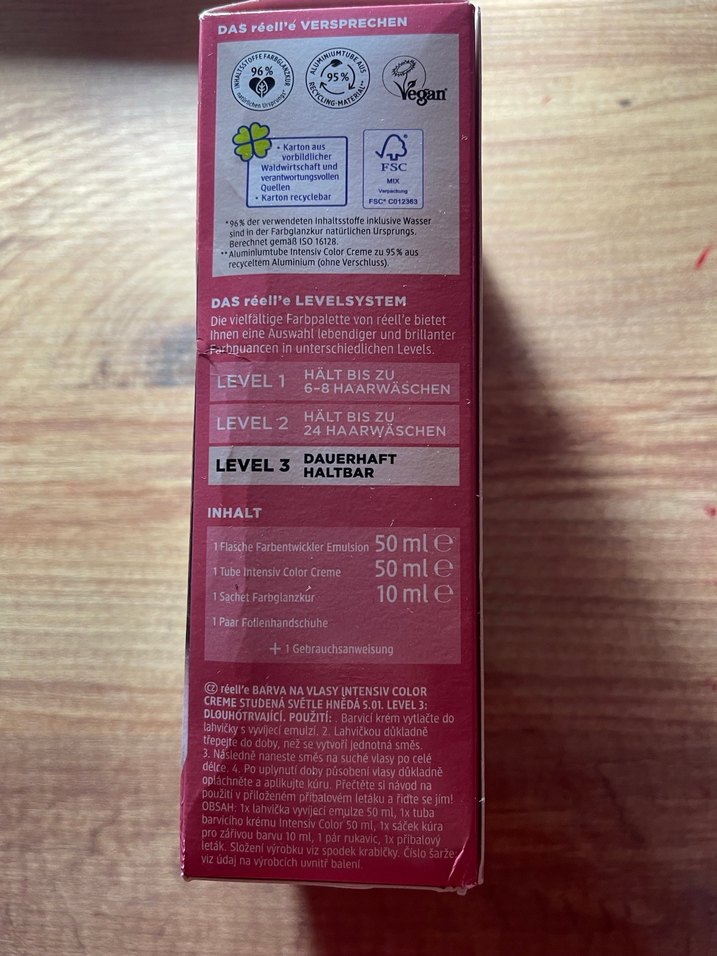 DAS réell'e VERSPRECHEN
INHALTSSTOFFE FARBGLANZKUR
96%
natürlichen Ursprungs*
ALUMINIUMTUBE AUS
95%
RECYCLING-MATERIAL**
Vegan
• Karton aus
vorbildlicher
Waldwirtschaft und
verantwortungsvollen
Quellen
• Karton recyclebar
FSC
MIX
Verpackung
FSC® C012363
*96% der verwendeten Inhaltsstoffe inklusive Wasser
sind in der Farbglanzkur natürlichen Ursprungs.
Berechnet gemäß ISO 16128.
**Aluminiumtube Intensiv Color Creme zu 95% aus
recyceltem Aluminium (ohne Verschluss).
DAS réell'e LEVELSYSTEM
Die vielfältige Farbpalette von réell'e bietet
Ihnen eine Auswahl lebendiger und brillanter
Farbnuancen in unterschiedlichen Levels.
LEVEL 1 HÄLT BIS ZU
6–8 HAARWÄSCHEN
LEVEL 2 HÄLT BIS ZU
24 HAARWÄSCHEN
LEVEL 3 DAUERHAFT
HALTBAR
INHALT
1 Flasche Farbentwickler Emulsion 50 ml ℮
1 Tube Intensiv Color Creme 50 ml ℮
1 Sachet Farbglanzkur 10 ml ℮
1 Paar Folienhandschuhe
+ 1 Gebrauchsanweisung
CZ réell'e BARVA NA VLASY INTENSIV COLOR
CREME STUDENÁ SVĚTLE HNĚDÁ 5.01. LEVEL 3:
DLOUHOTRVAJÍCÍ. POUŽITÍ: . Barvicí krém vytlačte do
lahvičky s vyvíjecí emulzí. 2. Lahvičkou důkladně
třepejte do doby, než se vytvoří jednotná směs.
3. Následně naneste směs na suché vlasy po celé
délce. 4. Po uplynutí doby působení vlasy důkladně
opláchněte a aplikujte kúru. Přečtěte si návod na
použití v přiloženém příbalovém letáku a řiďte se jím!
OBSAH: 1x lahvička vyvíjecí emulze 50 ml, 1x tuba
barvicího krému Intensiv Color 50 ml, 1x sáček kúra
pro zářivou barvu 10 ml, 1 pár rukavic, 1x příbalový
leták. Složení výrobku viz spodek krabičky. Číslo šarže
viz údaj na výrobcích uvnitř balení.